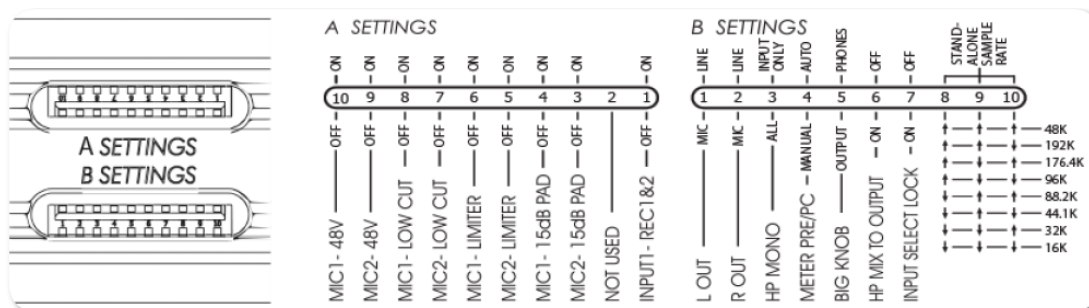 A SETTINGS
B SETTINGS
A SETTINGS
ON ON ON ON ON ON ON ON ON
10 9 8 7 6 5 4 3 2 1
OFF OFF OFF OFF OFF OFF OFF OFF OFF
MIC1- 48V
MIC2- 48V
MIC1- LOW CUT
MIC2- LOW CUT
MIC1- LIMITER
MIC2- LIMITER
MIC1- 15dB PAD
MIC2- 15dB PAD
NOT USED
INPUT1- REC1&2
B SETTINGS
LINE
LINE
INPUT
ONLY
AUTO
PHONES
OFF
OFF
STAND-
ALONE
SAMPLE
RATE
1 2 3 4 5 6 7 8 9 10
MIC
MIC
ALL
MANUAL
OUTPUT
ON
ON
L OUT
R OUT
HP MONO
METER PRE/PC
BIG KNOB
HP MIX TO OUTPUT
INPUT SELECT LOCK
48K
192K
176.4K
96K
88.2K
44.1K
32K
16K